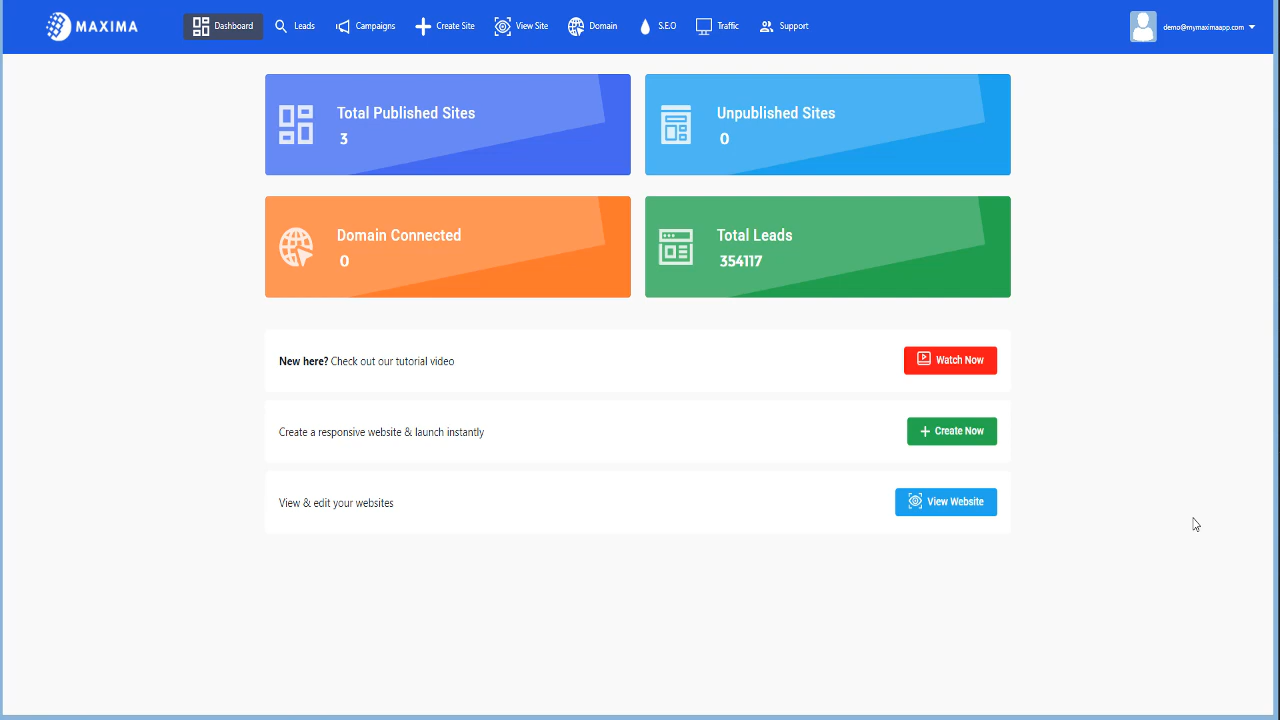 MAXIMA
Dashboard
Leads
Campaigns
Create Site
View Site
Domain
S.E.O
Traffic
Support
demo@mymaximaapp.com
Total Published Sites
3
Unpublished Sites
0
Domain Connected
0
Total Leads
354117
New here? Check out our tutorial video
Watch Now
Create a responsive website & launch instantly
Create Now
View & edit your websites
View Website